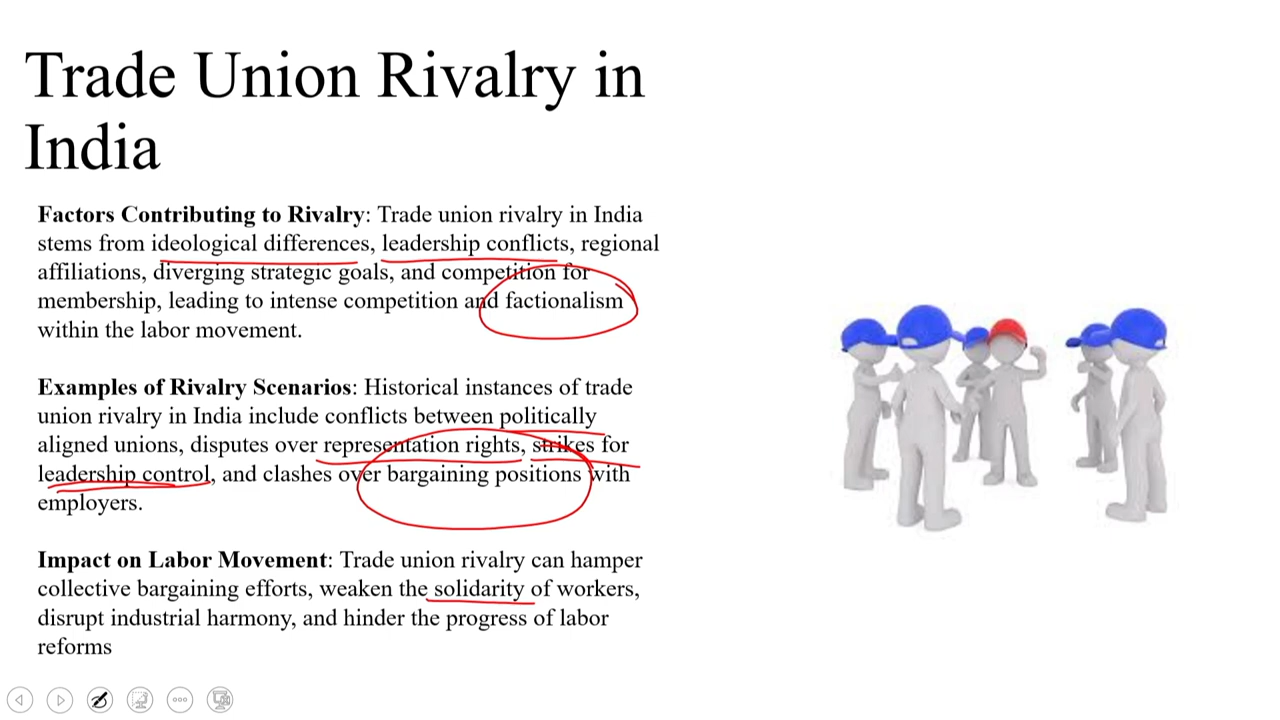 Trade Union Rivalry in
India
Factors Contributing to Rivalry: Trade union rivalry in India
stems from ideological differences, leadership conflicts, regional
affiliations, diverging strategic goals, and competition for
membership, leading to intense competition and factionalism
within the labor movement.
Examples of Rivalry Scenarios: Historical instances of trade
union rivalry in India include conflicts between politically
aligned unions, disputes over representation rights, strikes for
leadership control, and clashes over bargaining positions with
employers.
Impact on Labor Movement: Trade union rivalry can hamper
collective bargaining efforts, weaken the solidarity of workers,
disrupt industrial harmony, and hinder the progress of labor
reforms